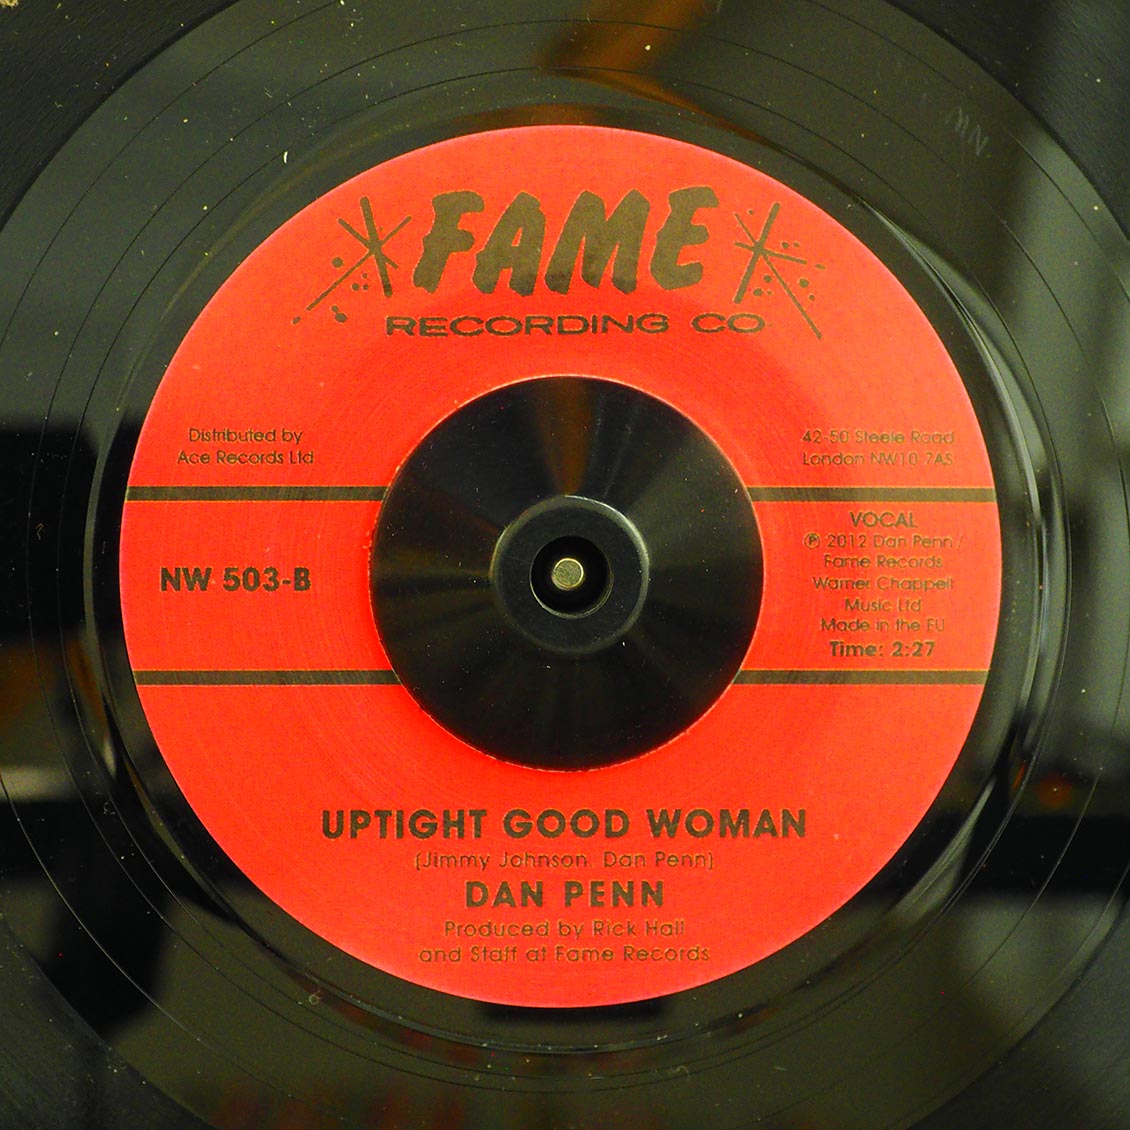 FAME
RECORDING CO
Distributed by
Ace Records Ltd
42-50 Steele Road
London NW10 7AS
NW 503-B
VOCAL
℗ 2012 Dan Penn/
Fame Records
Warner Chappell
Music Ltd
Made in the EU
Time: 2:27
UPTIGHT GOOD WOMAN
(Jimmy Johnson, Dan Penn)
DAN PENN
Produced by Rick Hall
and Staff at Fame Records